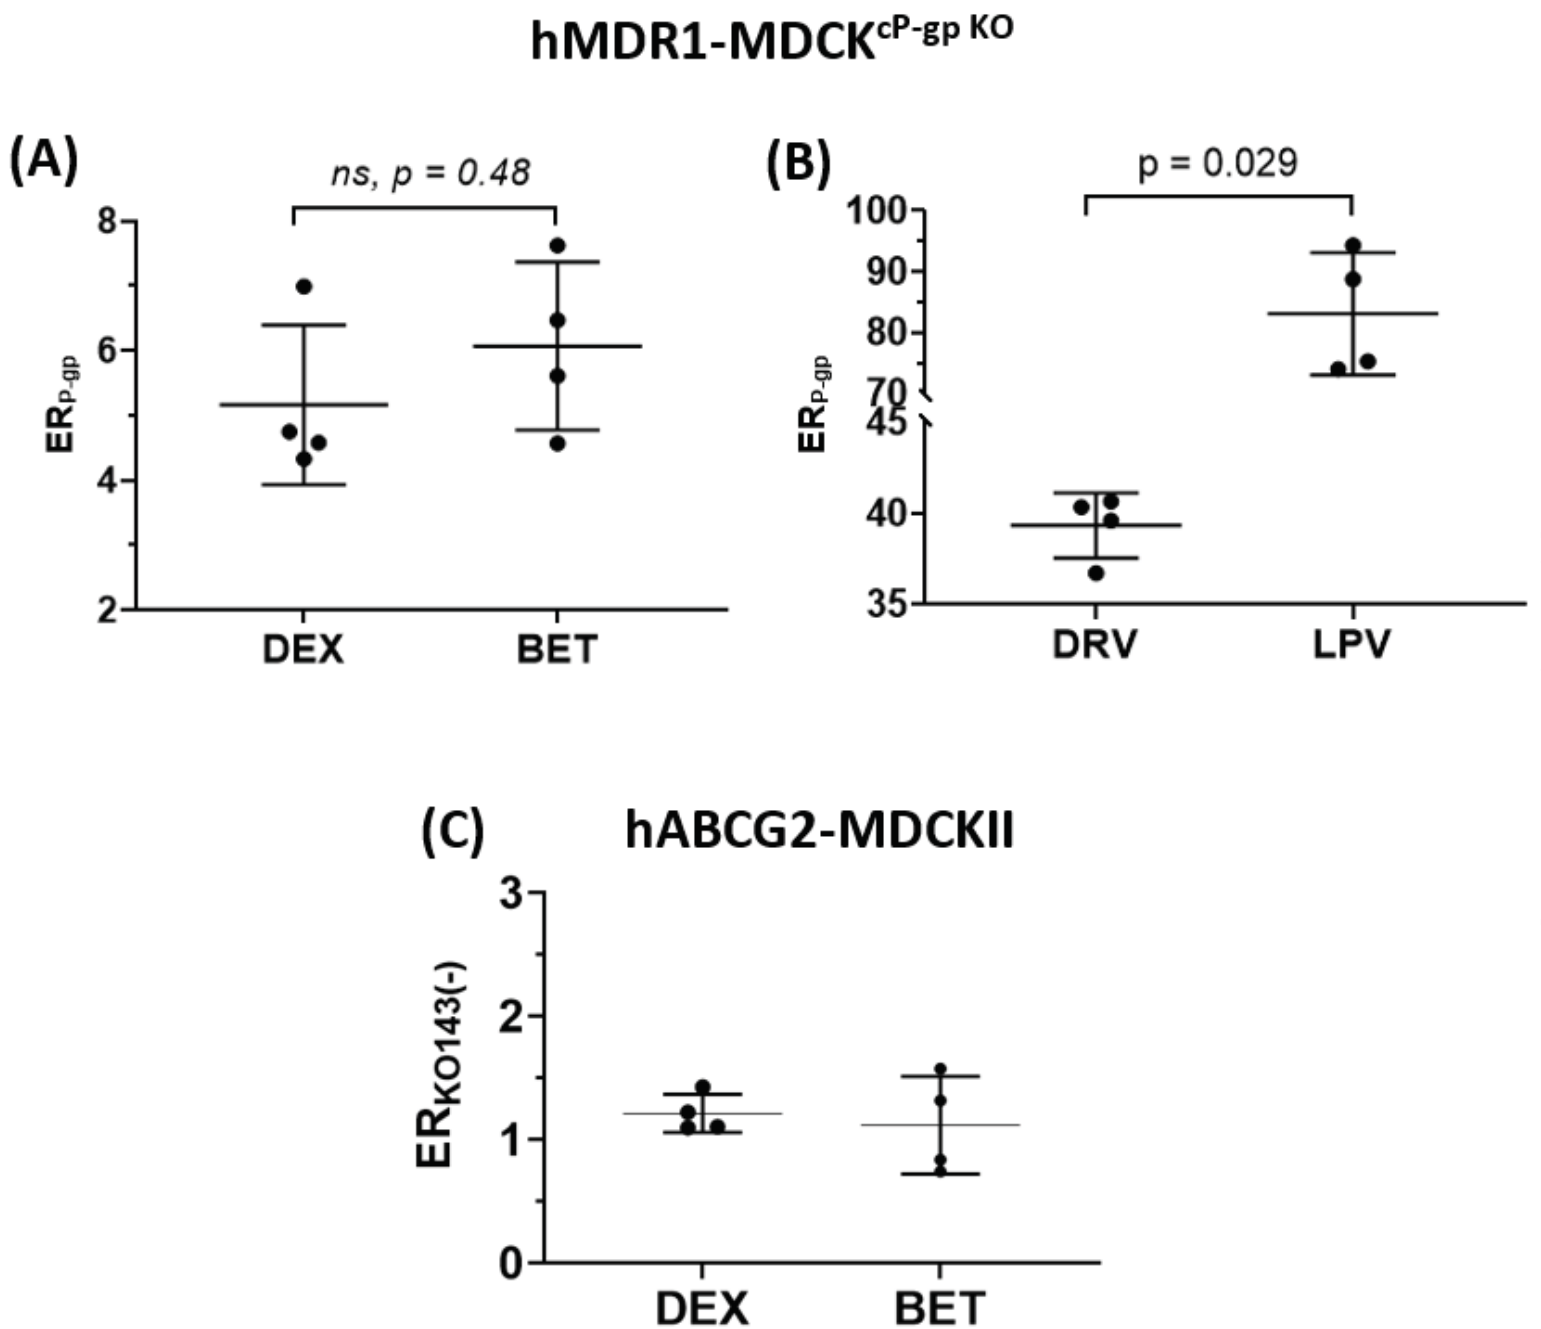 hMDR1-MDCKcP-gp KO
(A)
ns, p = 0.48
8
6
4
2
ERP-gp
DEX BET
(B)
p = 0.029
100
90
80
70
45
40
35
ERP-gp
DRV LPV
(C) hABCG2-MDCKII
3
2
1
0
ERKO143(-)
DEX BET